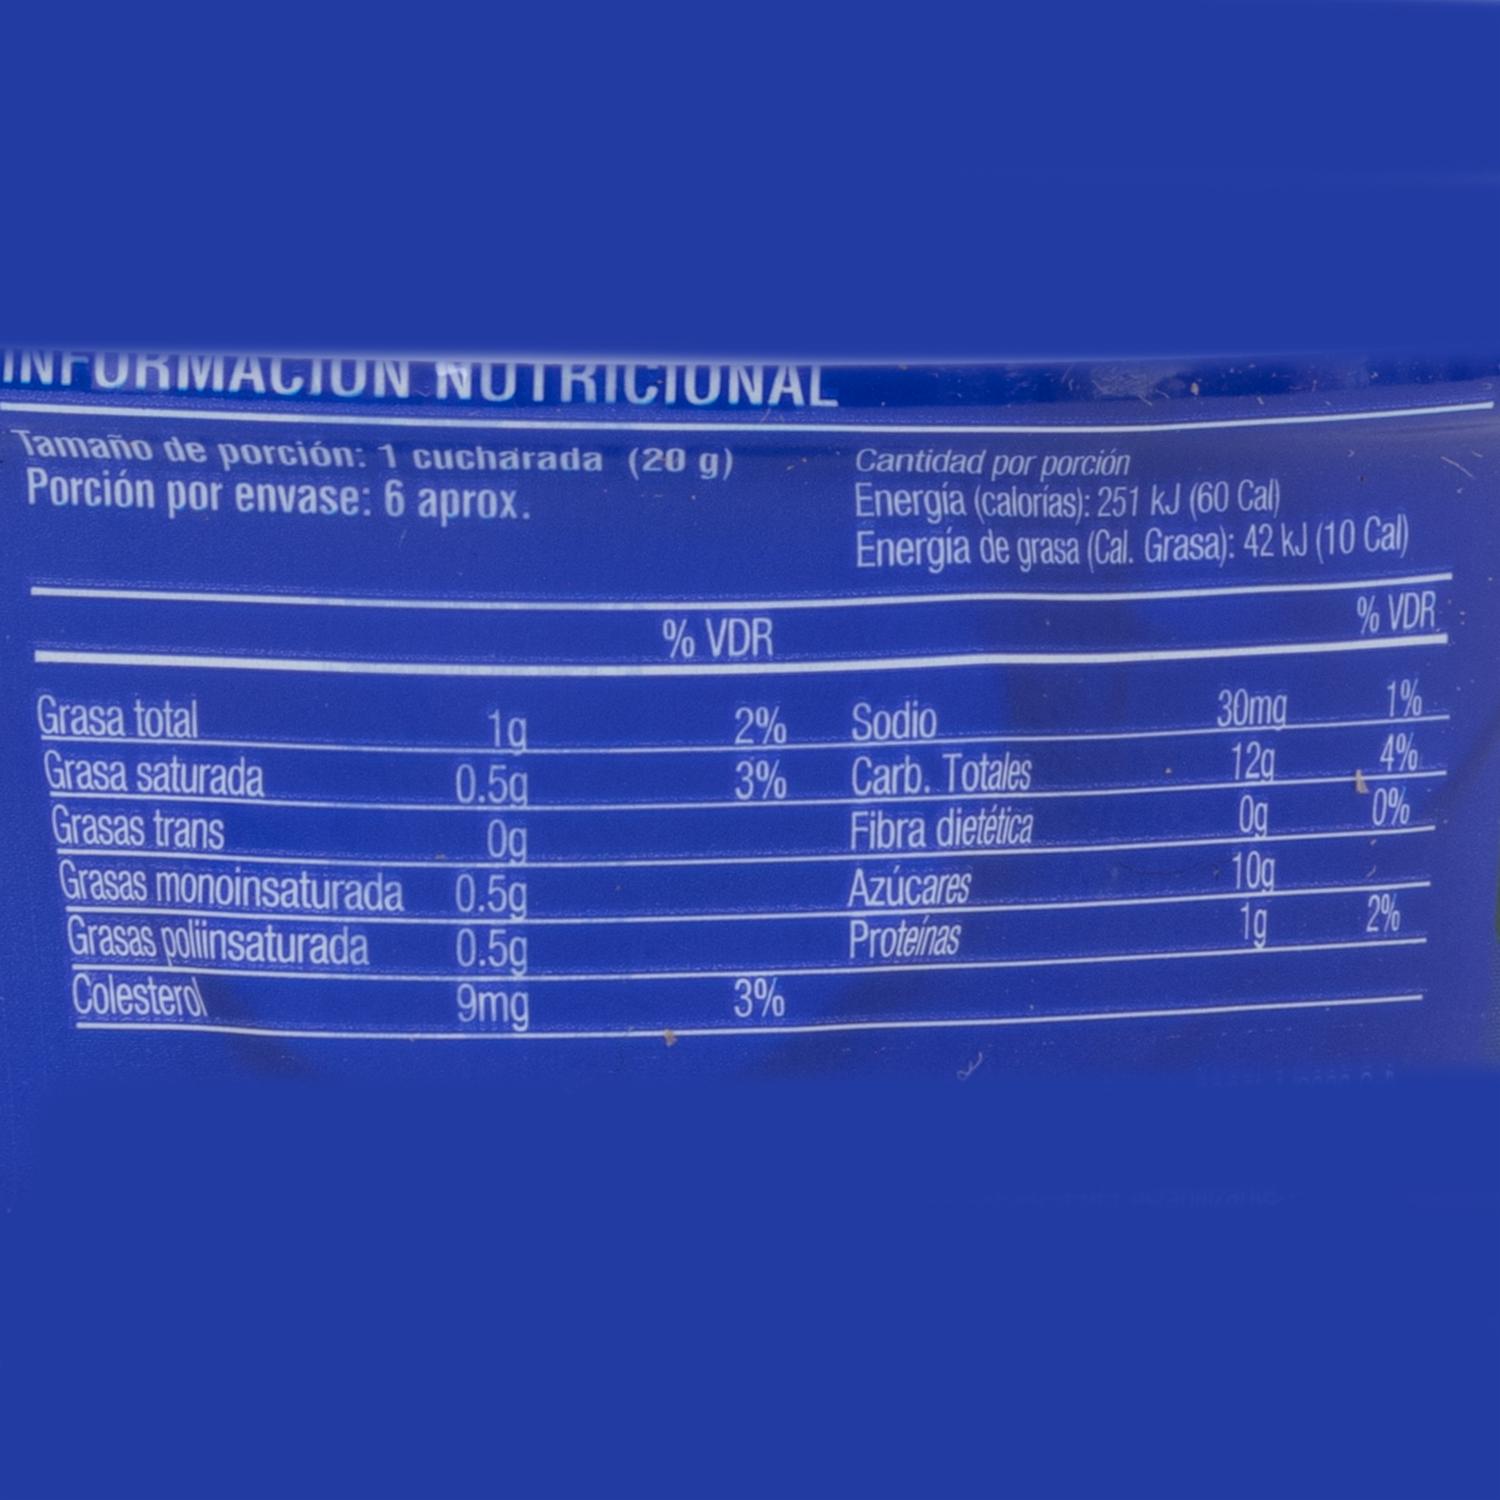 INFORMACIÓN NUTRICIONAL
Tamaño de porción: 1 cucharada (20 g)
Porción por envase: 6 aprox.
Cantidad por porción
Energía (calorías): 251 kJ (60 Cal)
Energía de grasa (Cal. Grasa): 42 kJ (10 Cal)
% VDR % VDR
Grasa total 1g 2% Sodio 30mg 1%
Grasa saturada 0.5g 3% Carb. Totales 12g 4%
Grasas trans 0g Fibra dietética 0g 0%
Grasas monoinsaturada 0.5g Azúcares 10g
Grasas poliinsaturada 0.5g Proteínas 1g 2%
Colesterol 9mg 3%